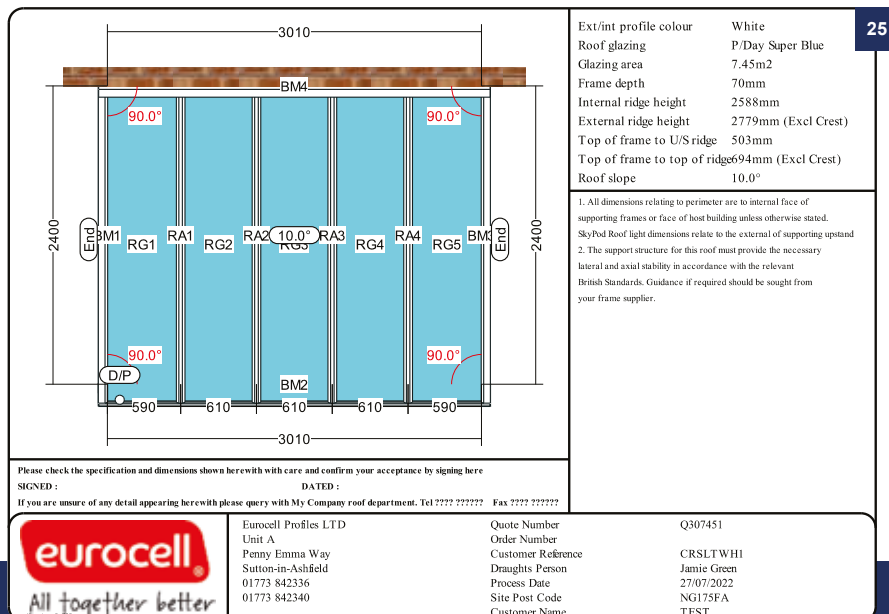 3010
BM4
90.0°
90.0°
2400
End
BM1
RG1
RA1
RG2
RA2
10.0°
RG3
RA3
RG4
RA4
RG5
BM3
End
2400
90.0°
90.0°
D/P
BM2
590
610
610
610
590
3010
25
Ext/int profile colour White
Roof glazing P/Day Super Blue
Glazing area 7.45m2
Frame depth 70mm
Internal ridge height 2588mm
External ridge height 2779mm (Excl Crest)
Top of frame to U/S ridge 503mm
Top of frame to top of ridge 694mm (Excl Crest)
Roof slope 10.0°
1. All dimensions relating to perimeter are to internal face of
supporting frames or face of host building unless otherwise stated.
SkyPod Roof light dimensions relate to the external of supporting upstand
2. The support structure for this roof must provide the necessary
lateral and axial stability in accordance with the relevant
British Standards. Guidance if required should be sought from
your frame supplier.
Please check the specification and dimensions shown herewith with care and confirm your acceptance by signing here
SIGNED : DATED :
If you are unsure of any detail appearing herewith please query with My Company roof department. Tel ???? ?????? Fax ???? ??????
eurocell
All together better
Eurocell Profiles LTD
Unit A
Penny Emma Way
Sutton-in-Ashfield
01773 842336
01773 842340
Quote Number Q307451
Order Number
Customer Reference CRSLTWH1
Draughts Person Jamie Green
Process Date 27/07/2022
Site Post Code NG175FA
Customer Name TEST